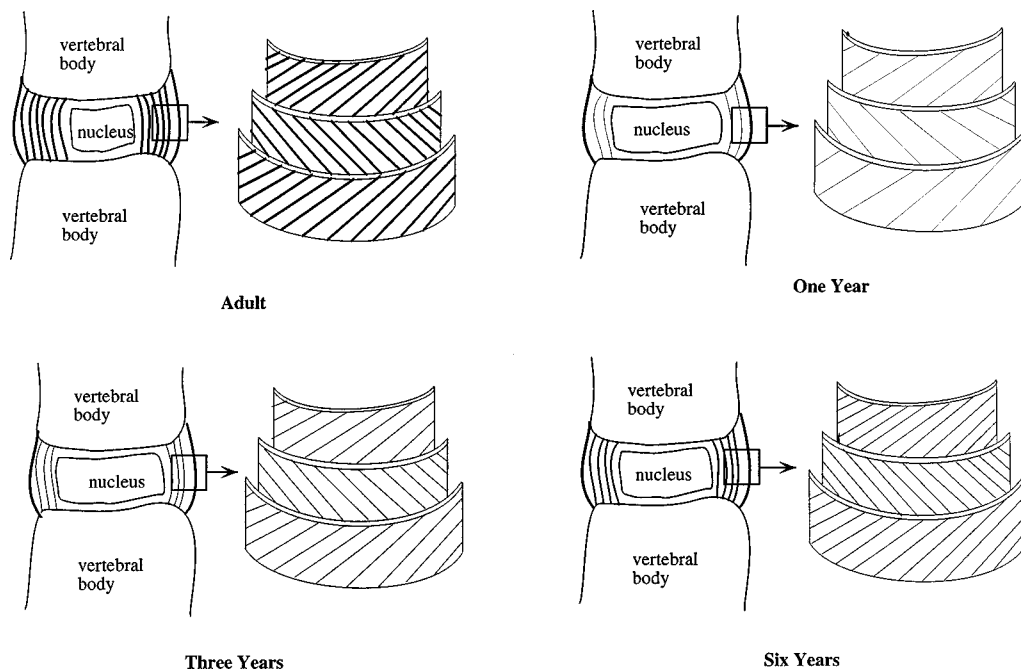 vertebral
body
nucleus
vertebral
body
Adult
vertebral
body
nucleus
vertebral
body
One Year
vertebral
body
nucleus
vertebral
body
Three Years
vertebral
body
nucleus
vertebral
body
Six Years